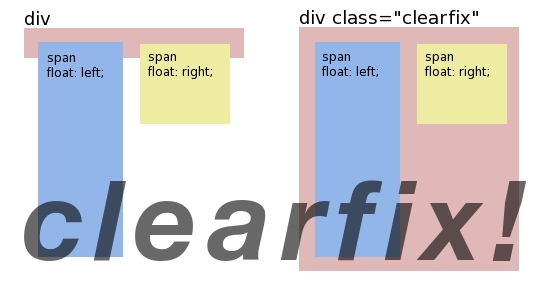 div
span
float: left;
span
float: right;
div class="clearfix"
span
float: left;
span
float: right;
clearfix!